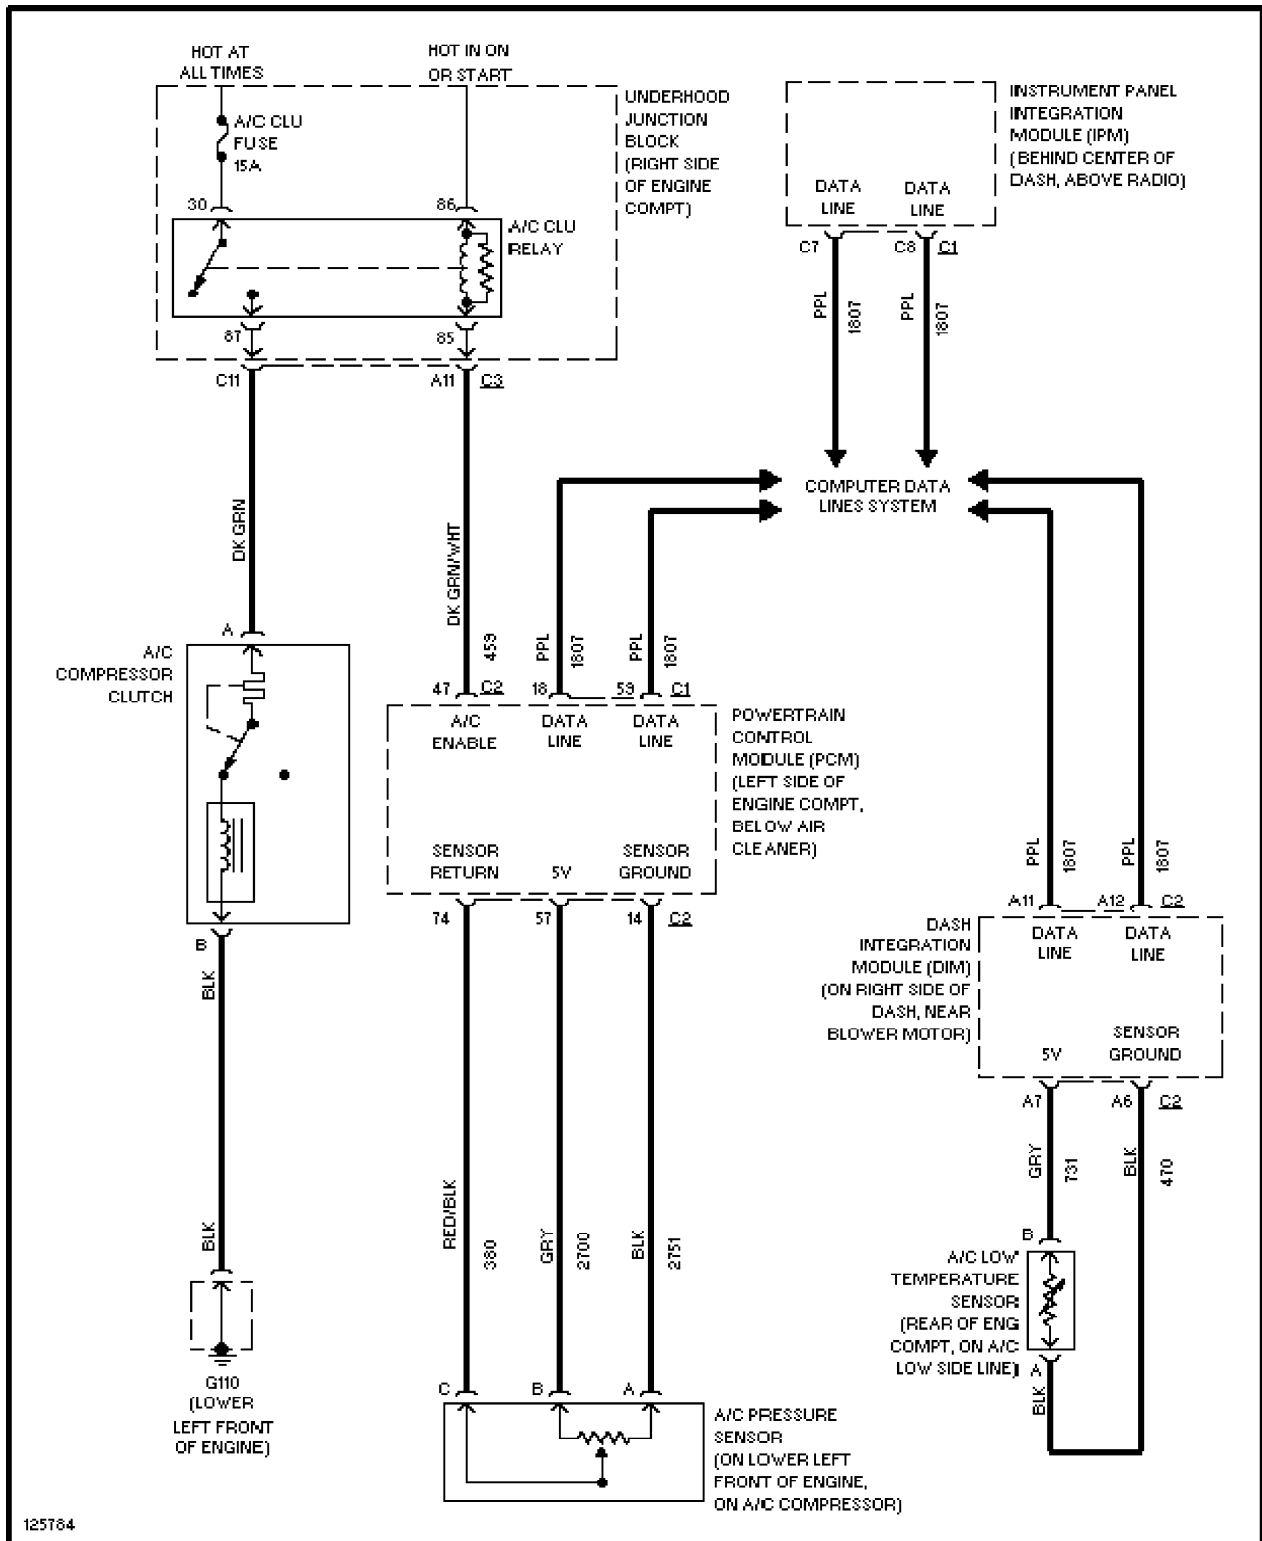 HOT AT
ALL TIMES
HOT IN ON
OR START
A/C CLU
FUSE
15A
UNDERHOOD
JUNCTION
BLOCK
(RIGHT SIDE
OF ENGINE
COMPT)
30
86
A/C CLU
RELAY
87
85
C11
A11
C3
INSTRUMENT PANEL
INTEGRATION
MODULE (IPM)
(BEHIND CENTER OF
DASH, ABOVE RADIO)
DATA
LINE
DATA
LINE
C7
C8
C1
PPL
1807
PPL
1807
COMPUTER DATA
LINES SYSTEM
DK GRN
DK GRN/WHT
459
PPL
1807
PPL
1807
A
A/C
COMPRESSOR
CLUTCH
B
BLK
BLK
G110
(LOWER
LEFT FRONT
OF ENGINE)
47
C2
18
59
C1
A/C
ENABLE
DATA
LINE
DATA
LINE
POWERTRAIN
CONTROL
MODULE (PCM)
(LEFT SIDE OF
ENGINE COMPT,
BELOW AIR
CLEANER)
SENSOR
RETURN
5V
SENSOR
GROUND
74
57
14
C2
RED/BLK
380
GRY
2700
BLK
2751
C
B
A
A/C PRESSURE
SENSOR
(ON LOWER LEFT
FRONT OF ENGINE,
ON A/C COMPRESSOR)
PPL
1807
PPL
1807
A11
A12
C2
DASH
INTEGRATION
MODULE (DIM)
(ON RIGHT SIDE OF
DASH, NEAR
BLOWER MOTOR)
DATA
LINE
DATA
LINE
5V
SENSOR
GROUND
A7
A6
C2
GRY
731
BLK
470
B
A/C LOW
TEMPERATURE
SENSOR
(REAR OF ENG
COMPT, ON A/C
LOW SIDE LINE)
A
BLK
125784